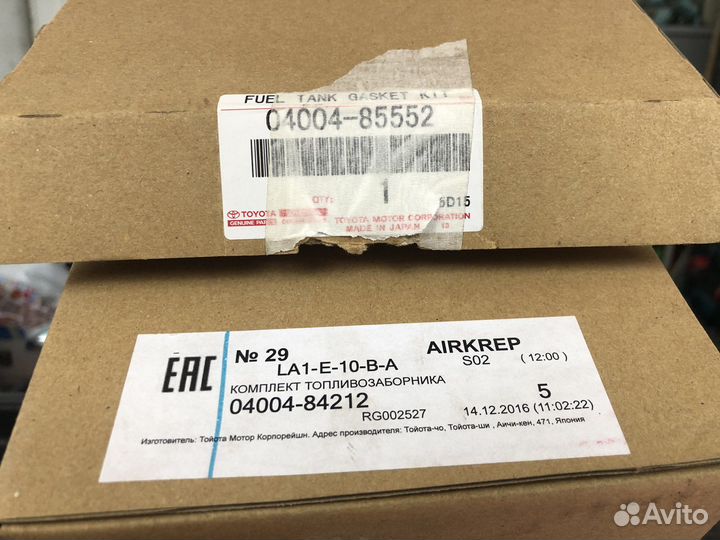 FUEL TANK GASKET KIT
04004-85552
QTY: 1
5D15
TOYOTA
GENUINE PARTS
TOYOTA MOTOR CORPORATION
MADE IN JAPAN 13
EAC № 29 AIRKREP
LA1-E-10-B-A S02 (12:00)
КОМПЛЕКТ ТОПЛИВОЗАБОРНИКА
04004-84212 5
RG002527 14.12.2016 (11:02:22)
Изготовитель: Тойота Мотор Корпорейшн. Адрес производителя: Тойота-чо, Тойота-ши , Аичи-кен, 471, Япония
Avito